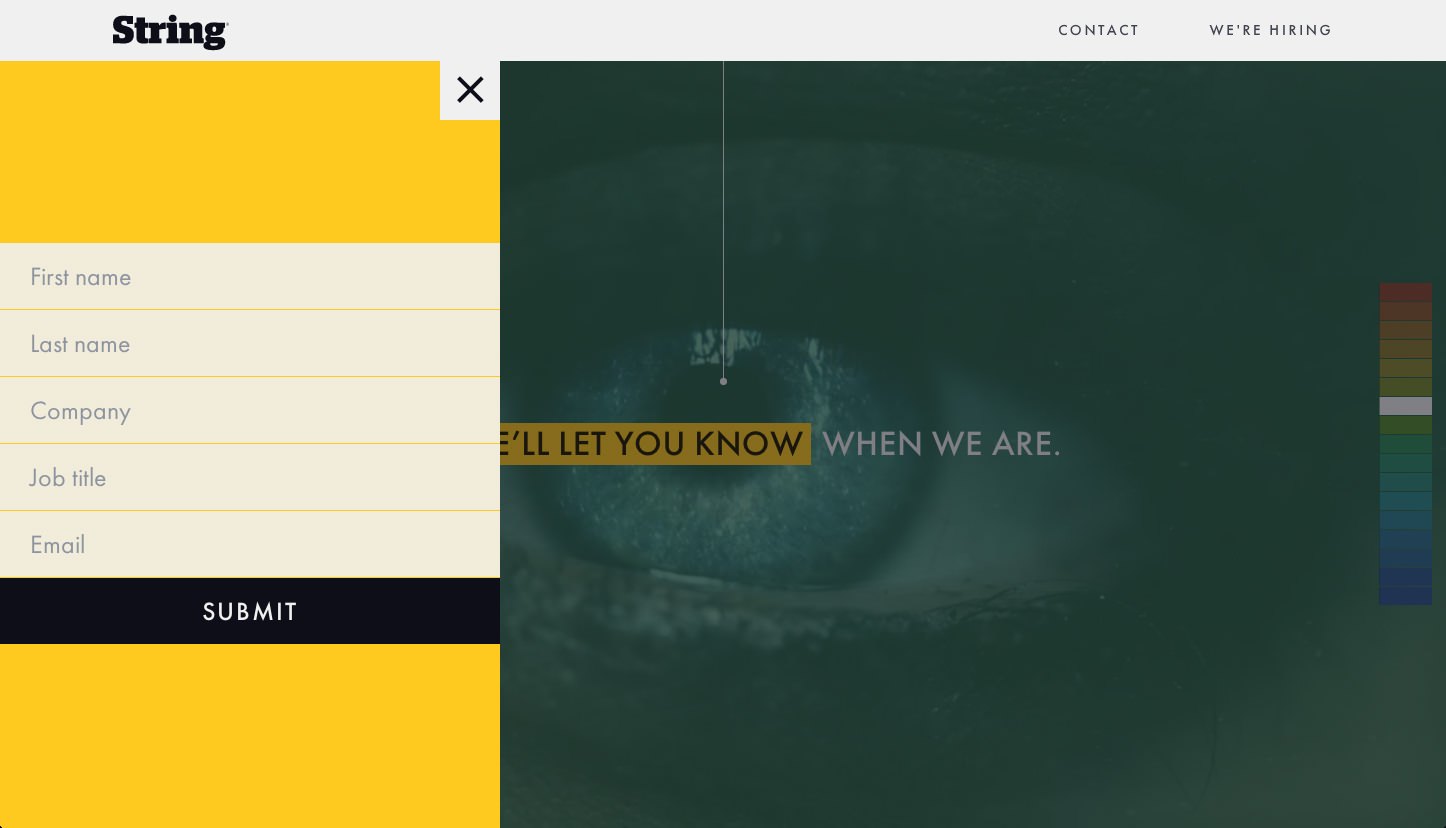 String
CONTACT
WE'RE HIRING
First name
Last name
Company
Job title
Email
SUBMIT
E’LL LET YOU KNOW WHEN WE ARE.